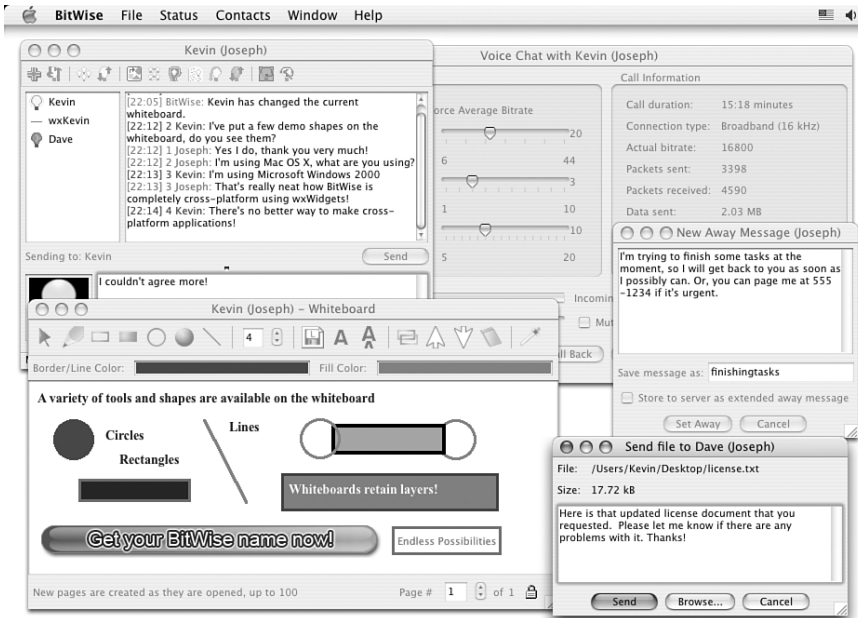 BitWise File Status Contacts Window Help
Kevin (Joseph)
Kevin
wxKevin
Dave
[22:05] BitWise: Kevin has changed the current
whiteboard.
[22:12] 2 Kevin: I've put a few demo shapes on the
whiteboard, do you see them?
[22:12] 1 Joseph: Yes I do, thank you very much!
[22:12] 2 Joseph: I'm using Mac OS X, what are you using?
[22:13] 3 Kevin: I'm using Microsoft Windows 2000
[22:13] 3 Joseph: That's really neat how BitWise is
completely cross-platform using wxWidgets!
[22:14] 4 Kevin: There's no better way to make cross-
platform applications!
Sending to: Kevin
Send
I couldn't agree more!
Voice Chat with Kevin (Joseph)
orce Average Bitrate
20
6 44
3
1 10
10
5 20
Call Information
Call duration: 15:18 minutes
Connection type: Broadband (16 kHz)
Actual bitrate: 16800
Packets sent: 3398
Packets received: 4590
Data sent: 2.03 MB
Incomin
Mut
ll Back
New Away Message (Joseph)
I'm trying to finish some tasks at the
moment, so I will get back to you as soon as
I possibly can. Or, you can page me at 555
-1234 if it's urgent.
Save message as: finishingtasks
Store to server as extended away message
Set Away Cancel
Kevin (Joseph) - Whiteboard
4 A A
Border/Line Color: Fill Color:
A variety of tools and shapes are available on the whiteboard
Circles
Lines
Rectangles
Whiteboards retain layers!
Get your BitWise name now!
Endless Possibilities
New pages are created as they are opened, up to 100
Page # 1 of 1
Send file to Dave (Joseph)
File: /Users/Kevin/Desktop/license.txt
Size: 17.72 kB
Here is that updated license document that you
requested. Please let me know if there are any
problems with it. Thanks!
Send Browse... Cancel